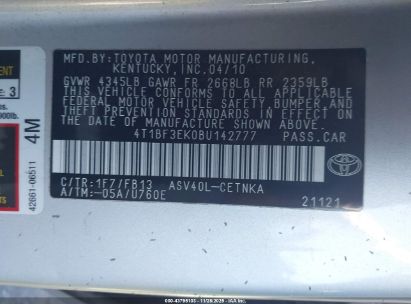 MFD. BY:TOYOTA MOTOR MANUFACTURING,
KENTUCKY, INC.04/10
GVWR 4345LB GAWR FR 2668LB RR 2359LB
THIS VEHICLE CONFORMS TO ALL APPLICABLE
FEDERAL MOTOR VEHICLE SAFETY, BUMPER, AND
THEFT PREVENTION STANDARDS IN EFFECT ON
THE DATE OF MANUFACTURE SHOWN ABOVE.
4T1BF3EK0BU142777 PASS.CAR
C/TR:1F7/FB13 ASV40L-CETNKA
A/TM:-05A/U760E
21121
TOYOTA
4M
42661-06511
3